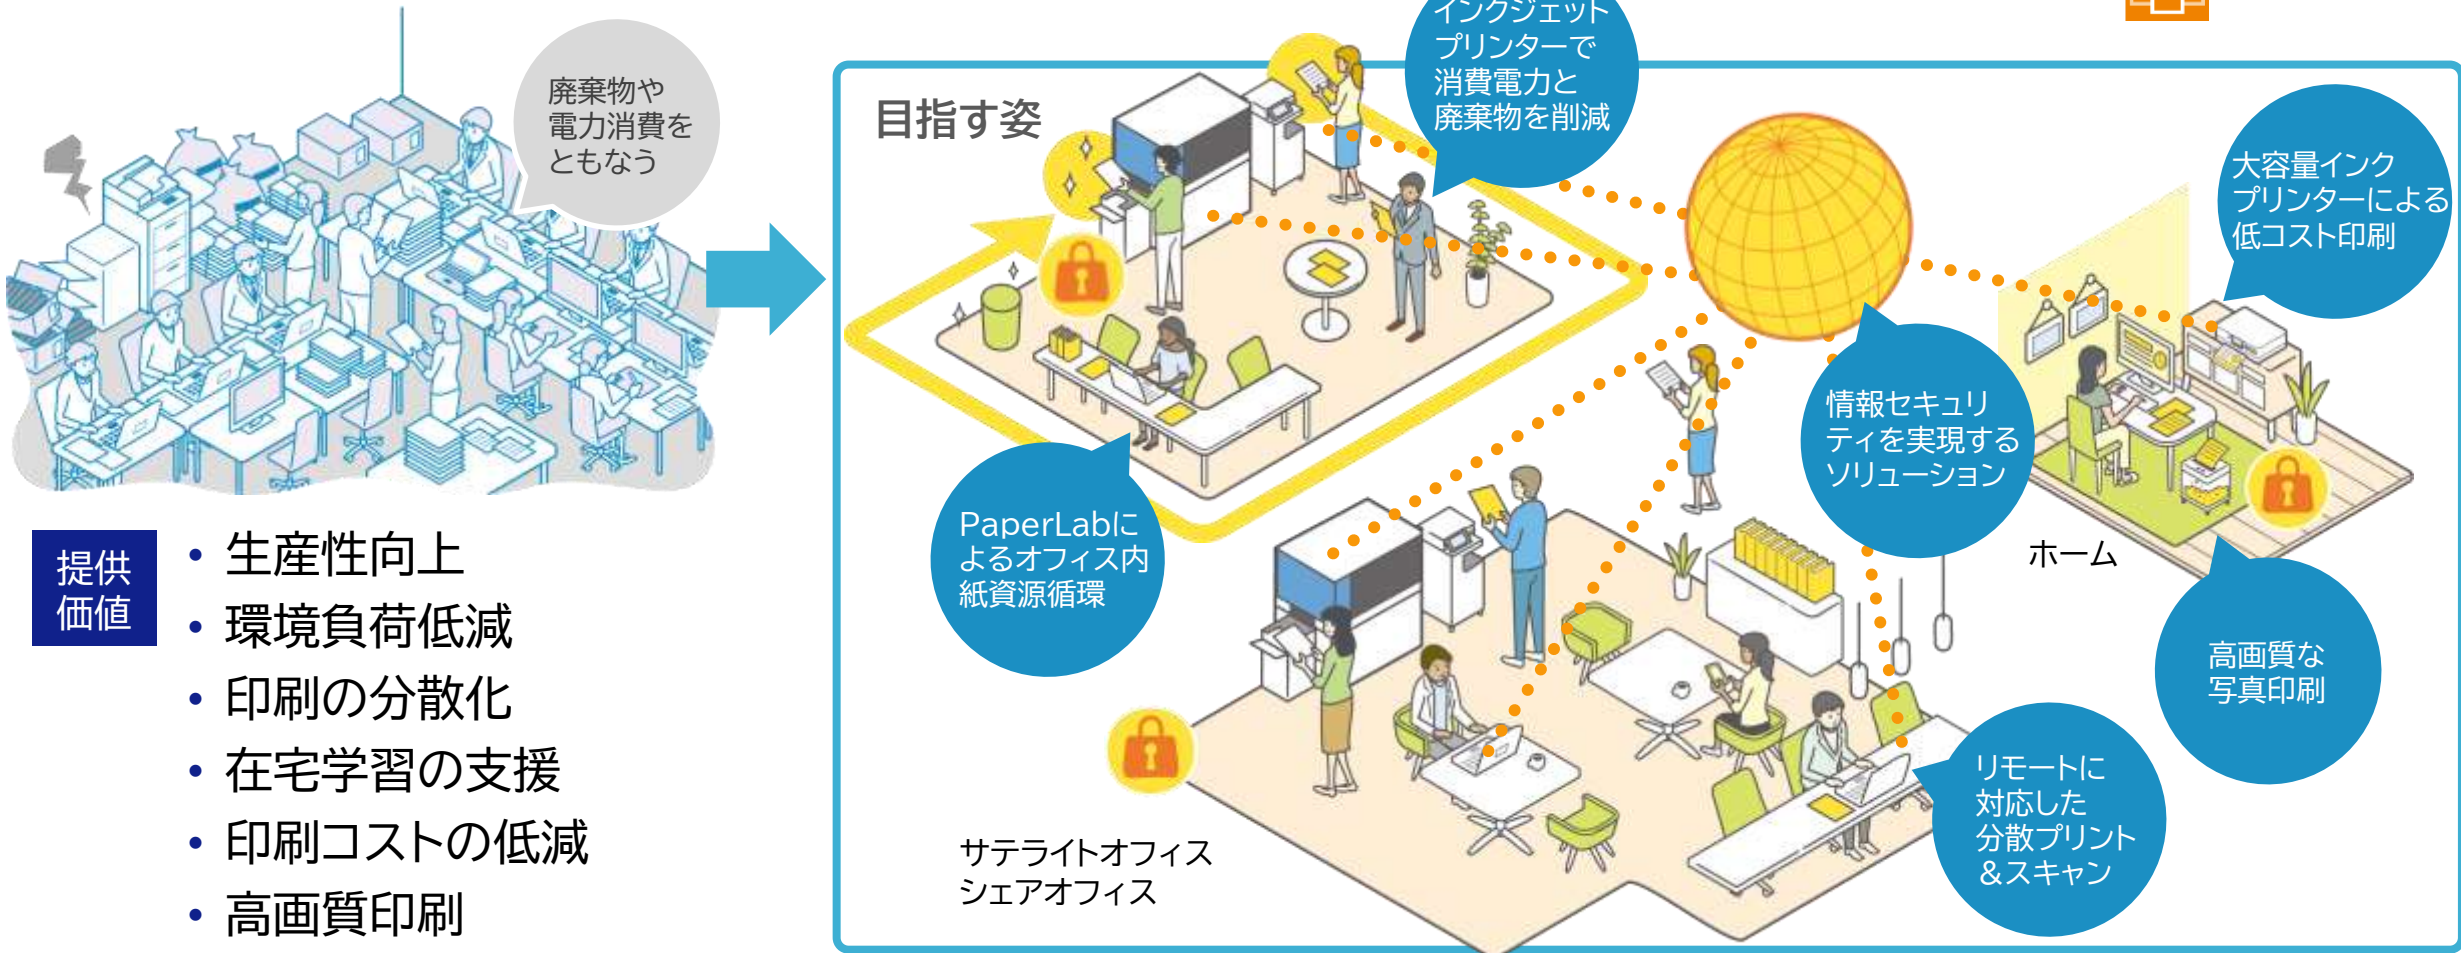 廃棄物や
電力消費を
ともなう
提供
価値
• 生産性向上
• 環境負荷低減
• 印刷の分散化
• 在宅学習の支援
• 印刷コストの低減
• 高画質印刷
目指す姿
インクジェット
プリンターで
消費電力と
廃棄物を削減
大容量インク
プリンターによる
低コスト印刷
情報セキュリ
ティを実現する
ソリューション
PaperLabに
よるオフィス内
紙資源循環
ホーム
高画質な
写真印刷
リモートに
対応した
分散プリント
&スキャン
サテライトオフィス
シェアオフィス